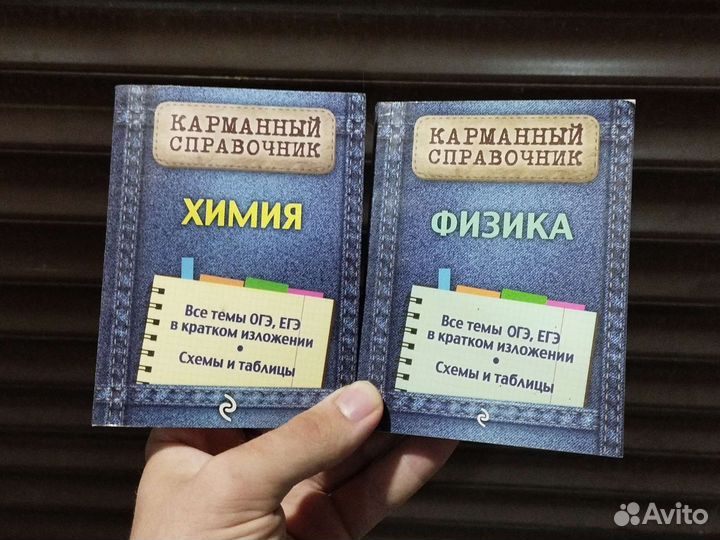 КАРМАННЫЙ
СПРАВОЧНИК
ХИМИЯ
Все темы ОГЭ, ЕГЭ
в кратком изложении
•
Схемы и таблицы
КАРМАННЫЙ
СПРАВОЧНИК
ФИЗИКА
Все темы ОГЭ, ЕГЭ
в кратком изложении
•
Схемы и таблицы
Avito